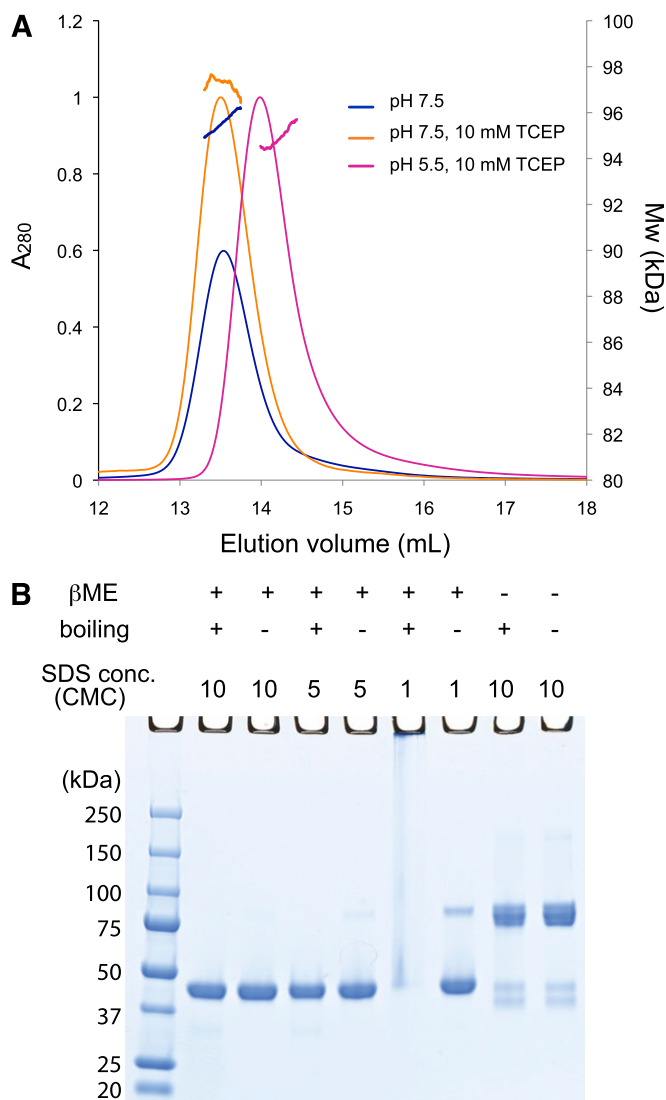 A
1.2
1
0.8
0.6
0.4
0.2
0
A280
100
98
96
94
92
90
88
86
84
82
80
Mw (kDa)
pH 7.5
pH 7.5, 10 mM TCEP
pH 5.5, 10 mM TCEP
12 13 14 15 16 17 18
Elution volume (mL)
B
βME + + + + + + - -
boiling + - + - + - + -
SDS conc.
(CMC) 10 10 5 5 1 1 10 10
(kDa)
250
150
100
75
50
37
25
20